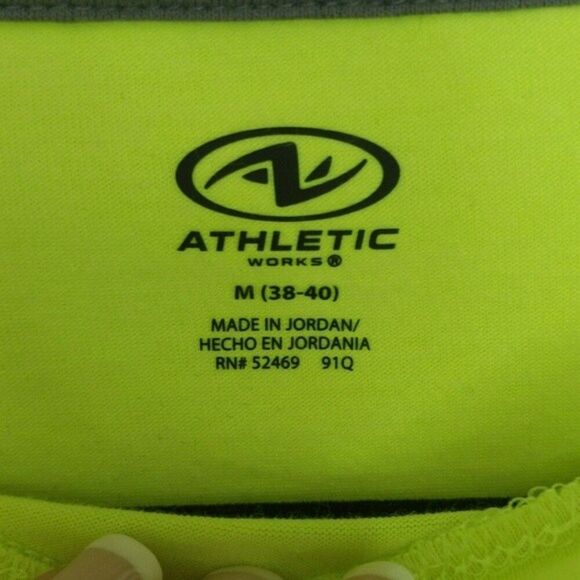 ATHLETIC
WORKS®
M (38-40)
MADE IN JORDAN/
HECHO EN JORDANIA
RN# 52469 91Q